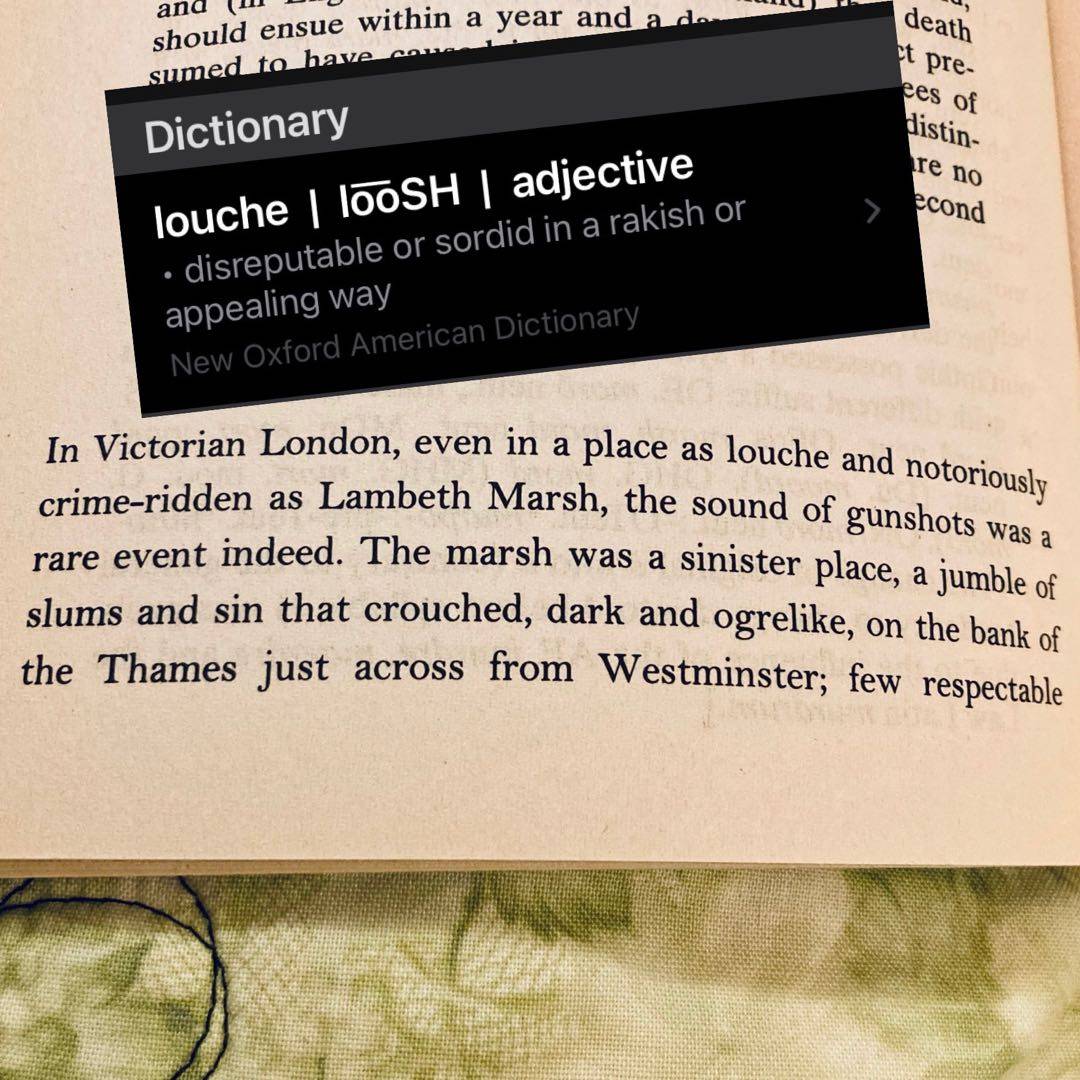 and (in
should ensue within a year and a death
sumed to have pre-
ees of
Dictionary
distin-
are no
louche | lo͞oSH | adjective
econd
• disreputable or sordid in a rakish or
appealing way
New Oxford American Dictionary
In Victorian London, even in a place as louche and notoriously
crime-ridden as Lambeth Marsh, the sound of gunshots was a
rare event indeed. The marsh was a sinister place, a jumble of
slums and sin that crouched, dark and ogrelike, on the bank of
the Thames just across from Westminster; few respectable